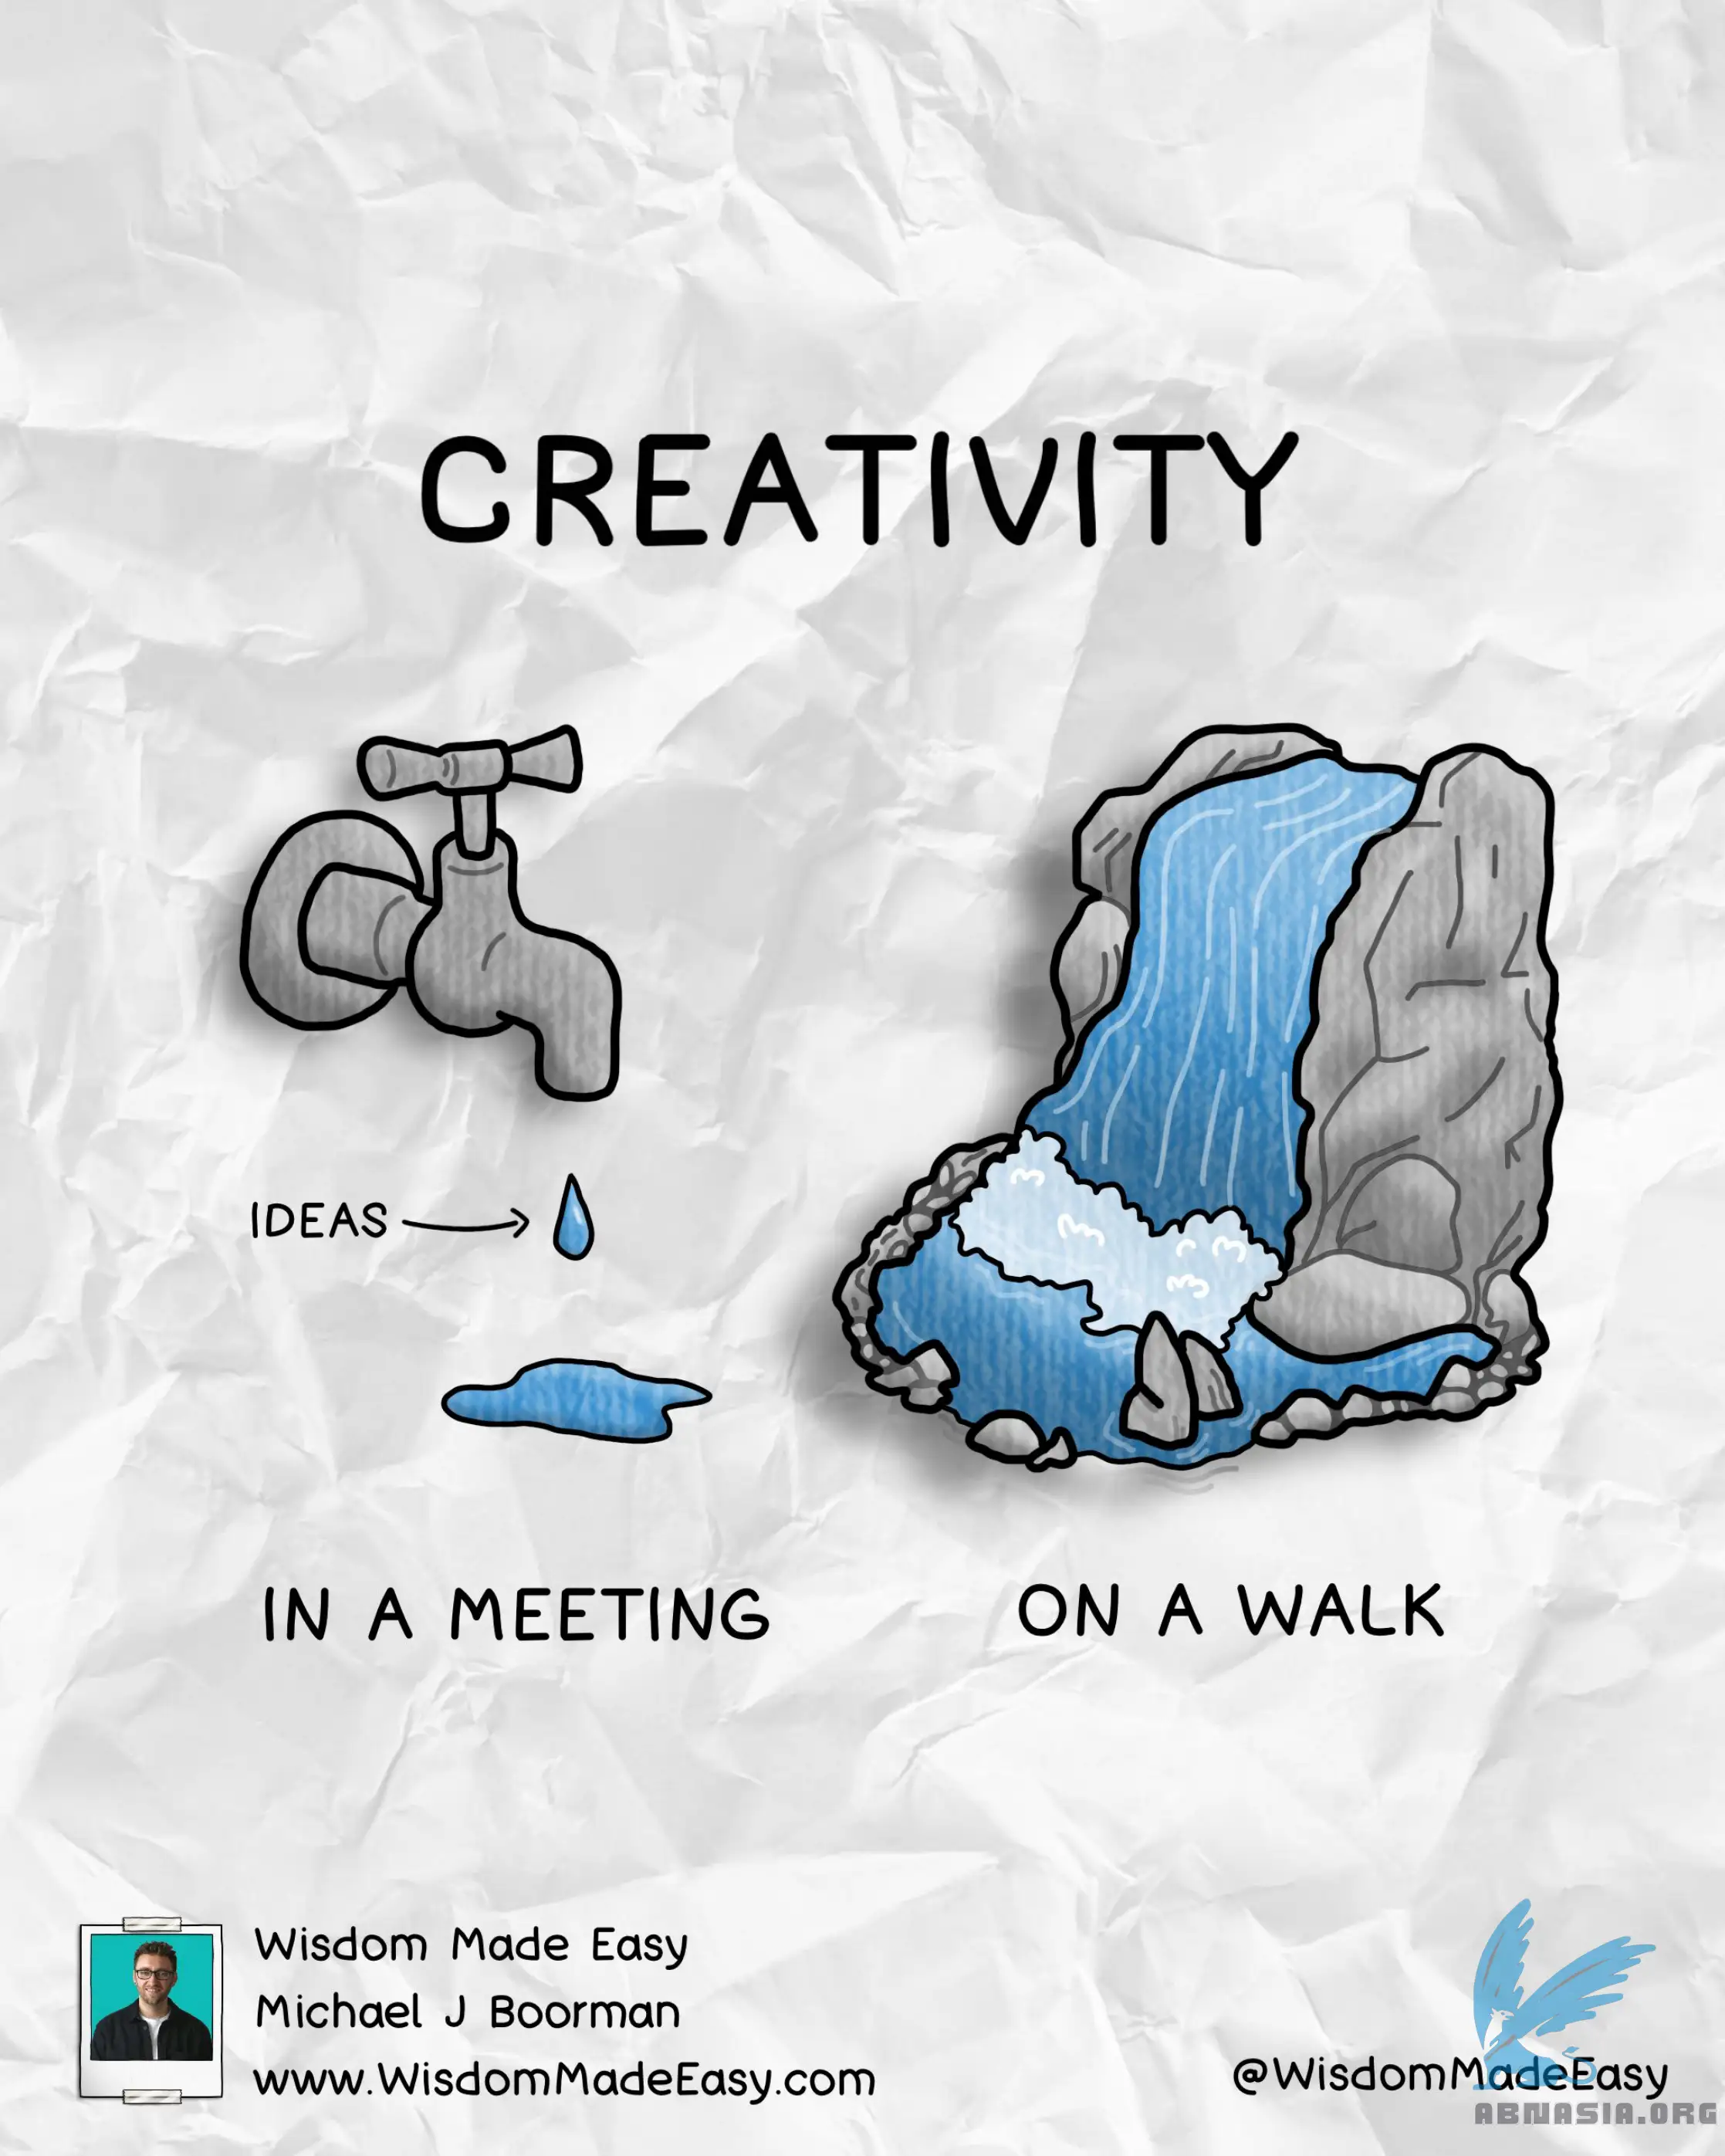 CREATIVITY
IDEAS
IN A MEETING
ON A WALK
Wisdom Made Easy
Michael J Boorman
www.WisdomMadeEasy.com
@WisdomMadeEasy
ABNASIA.ORG